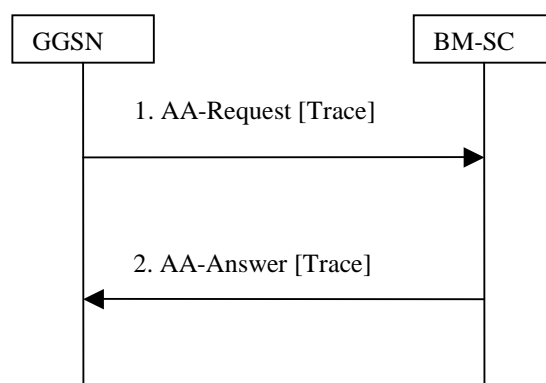 GGSN
BM-SC
1. AA-Request [Trace]
2. AA-Answer [Trace]